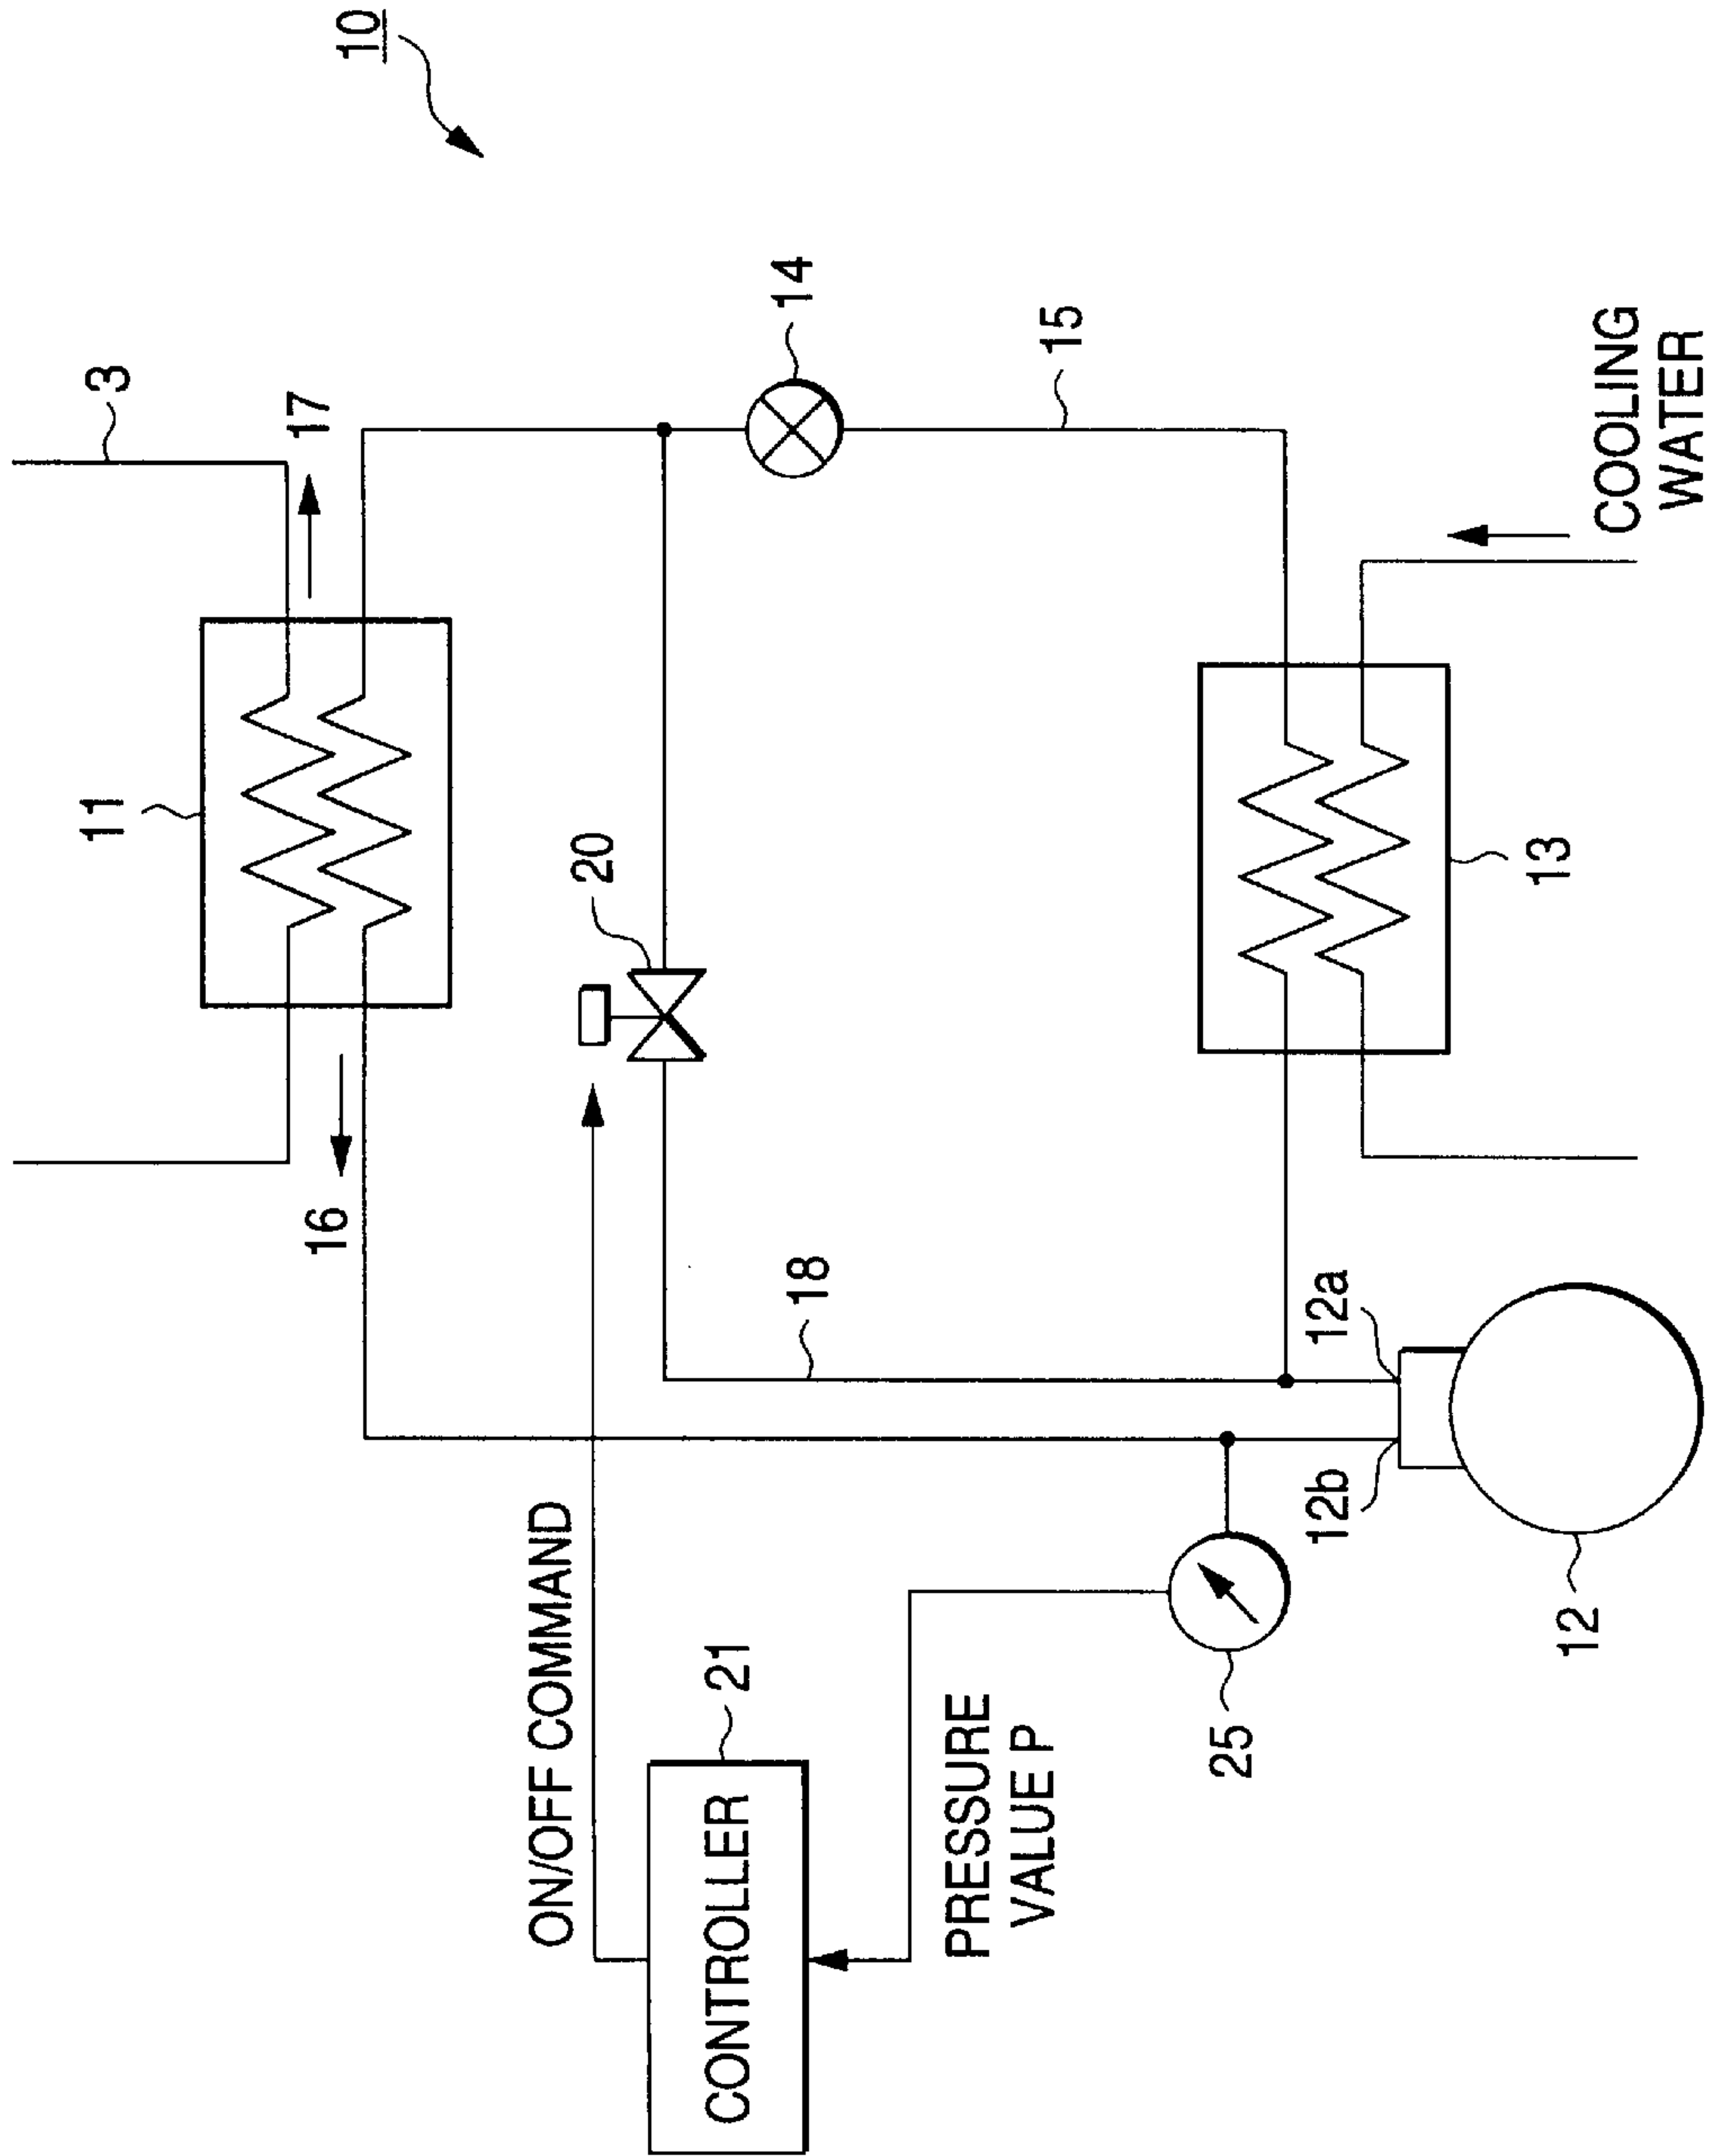 10
3
17
14
15
COOLING
WATER
11
20
13
16
18
12a
12b
12
ON/OFF COMMAND
21
CONTROLLER
PRESSURE
VALUE P
25